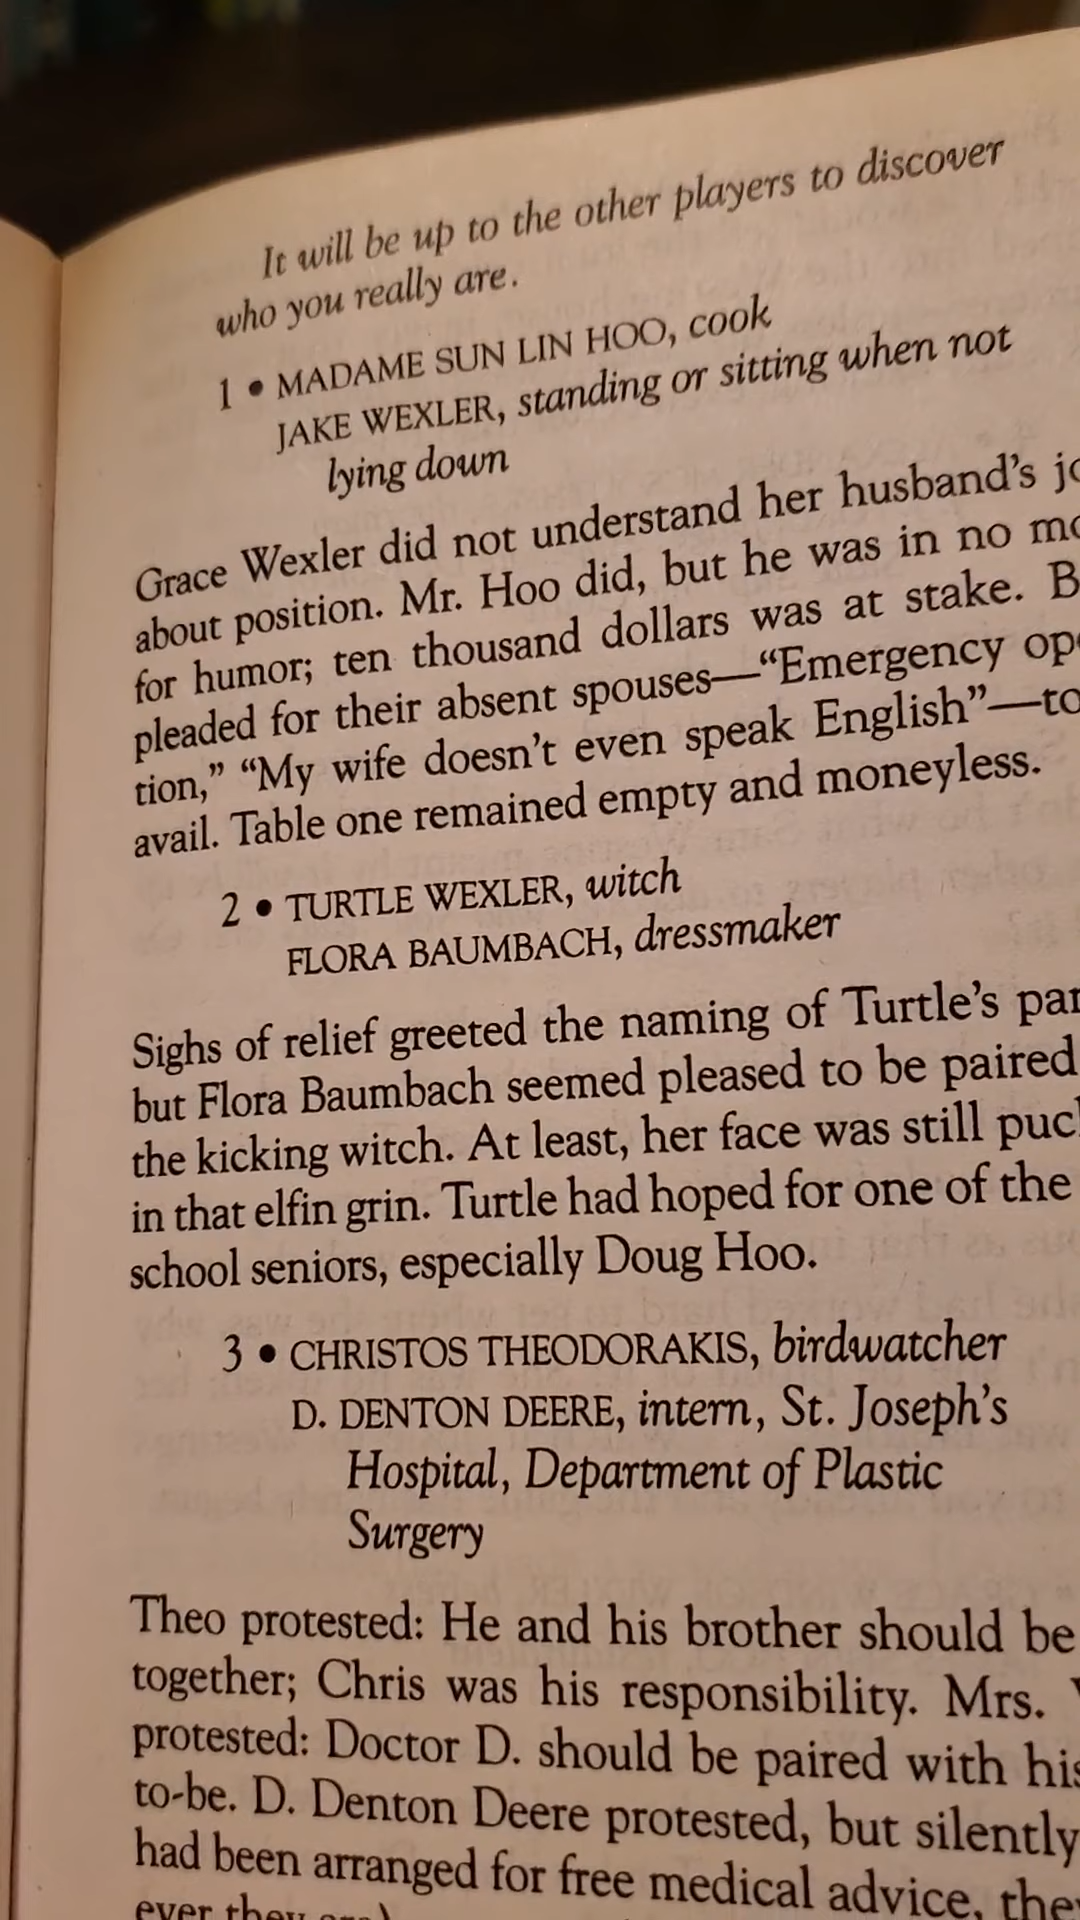 It will be up to the other players to discover
who you really are.
1 • MADAME SUN LIN HOO, cook
JAKE WEXLER, standing or sitting when not
lying down
Grace Wexler did not understand her husband's
about position. Mr. Hoo did, but he was in no
for humor; ten thousand dollars was at stake.
pleaded for their absent spouses—“Emergency
tion,” “My wife doesn't even speak English”—to
avail. Table one remained empty and moneyless.
2 • TURTLE WEXLER, witch
FLORA BAUMBACH, dressmaker
Sighs of relief greeted the naming of Turtle's
but Flora Baumbach seemed pleased to be paired
the kicking witch. At least, her face was still
in that elfin grin. Turtle had hoped for one of the
school seniors, especially Doug Hoo.
3 • CHRISTOS THEODORAKIS, birdwatcher
D. DENTON DEERE, intern, St. Joseph's
Hospital, Department of Plastic
Surgery
Theo protested: He and his brother should be
together; Chris was his responsibility. Mrs.
protested: Doctor D. should be paired with his
to-be. D. Denton Deere protested, but silently
had been arranged for free medical advice,
ever they